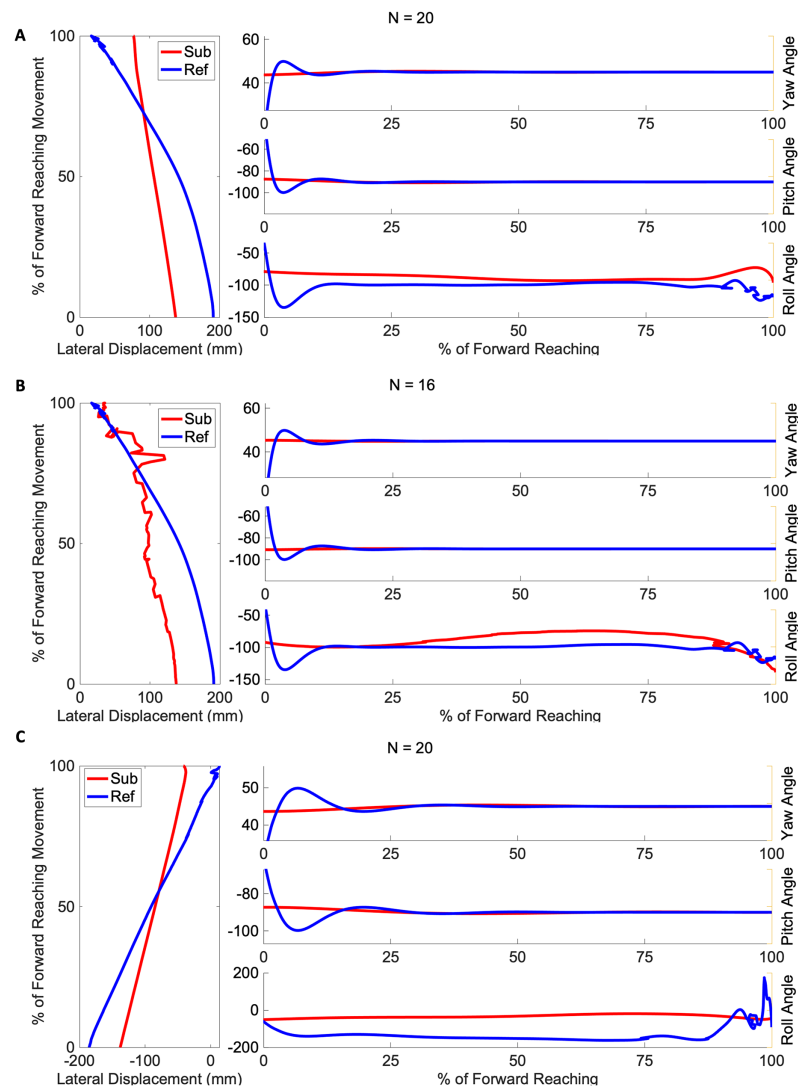 N = 20
A
Sub
Ref
% of Forward Reaching Movement
100
50
0
0 100 200
Lateral Displacement (mm)
60
40
0 25 50 75 100
Yaw Angle
-60
-80
-100
0 25 50 75 100
Pitch Angle
-50
-100
-150
0 25 50 75 100
Roll Angle
% of Forward Reaching
B
N = 16
Sub
Ref
% of Forward Reaching Movement
100
50
0
0 100 200
Lateral Displacement (mm)
60
40
0 25 50 75 100
Yaw Angle
-60
-80
-100
0 25 50 75 100
Pitch Angle
-50
-100
-150
0 25 50 75 100
Roll Angle
% of Forward Reaching
C
N = 20
Sub
Ref
% of Forward Reaching Movement
100
50
0
-200 -100 0
Lateral Displacement (mm)
50
40
0 25 50 75 100
Yaw Angle
-80
-100
0 25 50 75 100
Pitch Angle
200
0
-200
0 25 50 75 100
Roll Angle
% of Forward Reaching